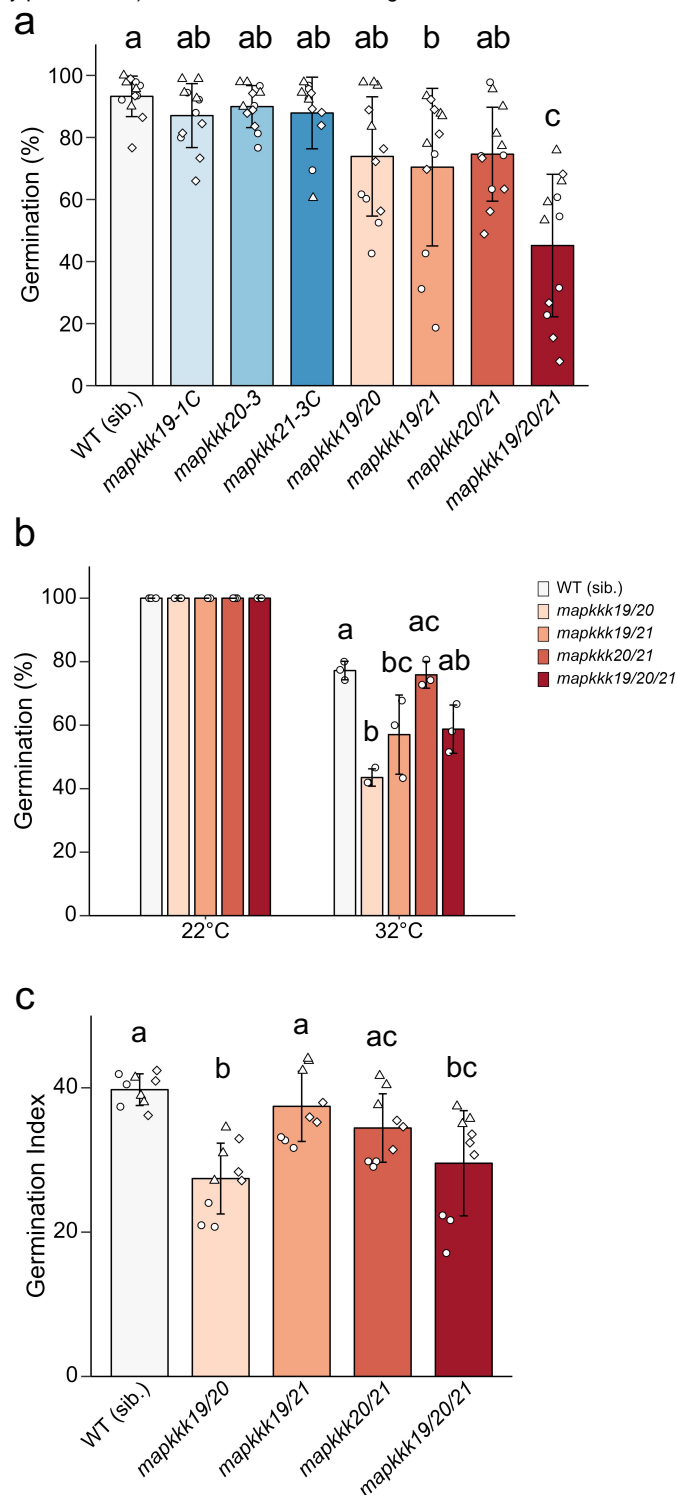 a
a ab ab ab ab b ab c
Germination (%)
100
80
60
40
20
0
WT (sib.) mapkkk19-1C mapkkk20-3 mapkkk21-3C mapkkk19/20 mapkkk19/21 mapkkk20/21 mapkkk19/20/21
b
Germination (%)
100
80
60
40
20
0
a b bc ac ab
22°C 32°C
WT (sib.)
mapkkk19/20
mapkkk19/21
mapkkk20/21
mapkkk19/20/21
c
a b a ac bc
Germination Index
40
20
0
WT (sib.) mapkkk19/20 mapkkk19/21 mapkkk20/21 mapkkk19/20/21